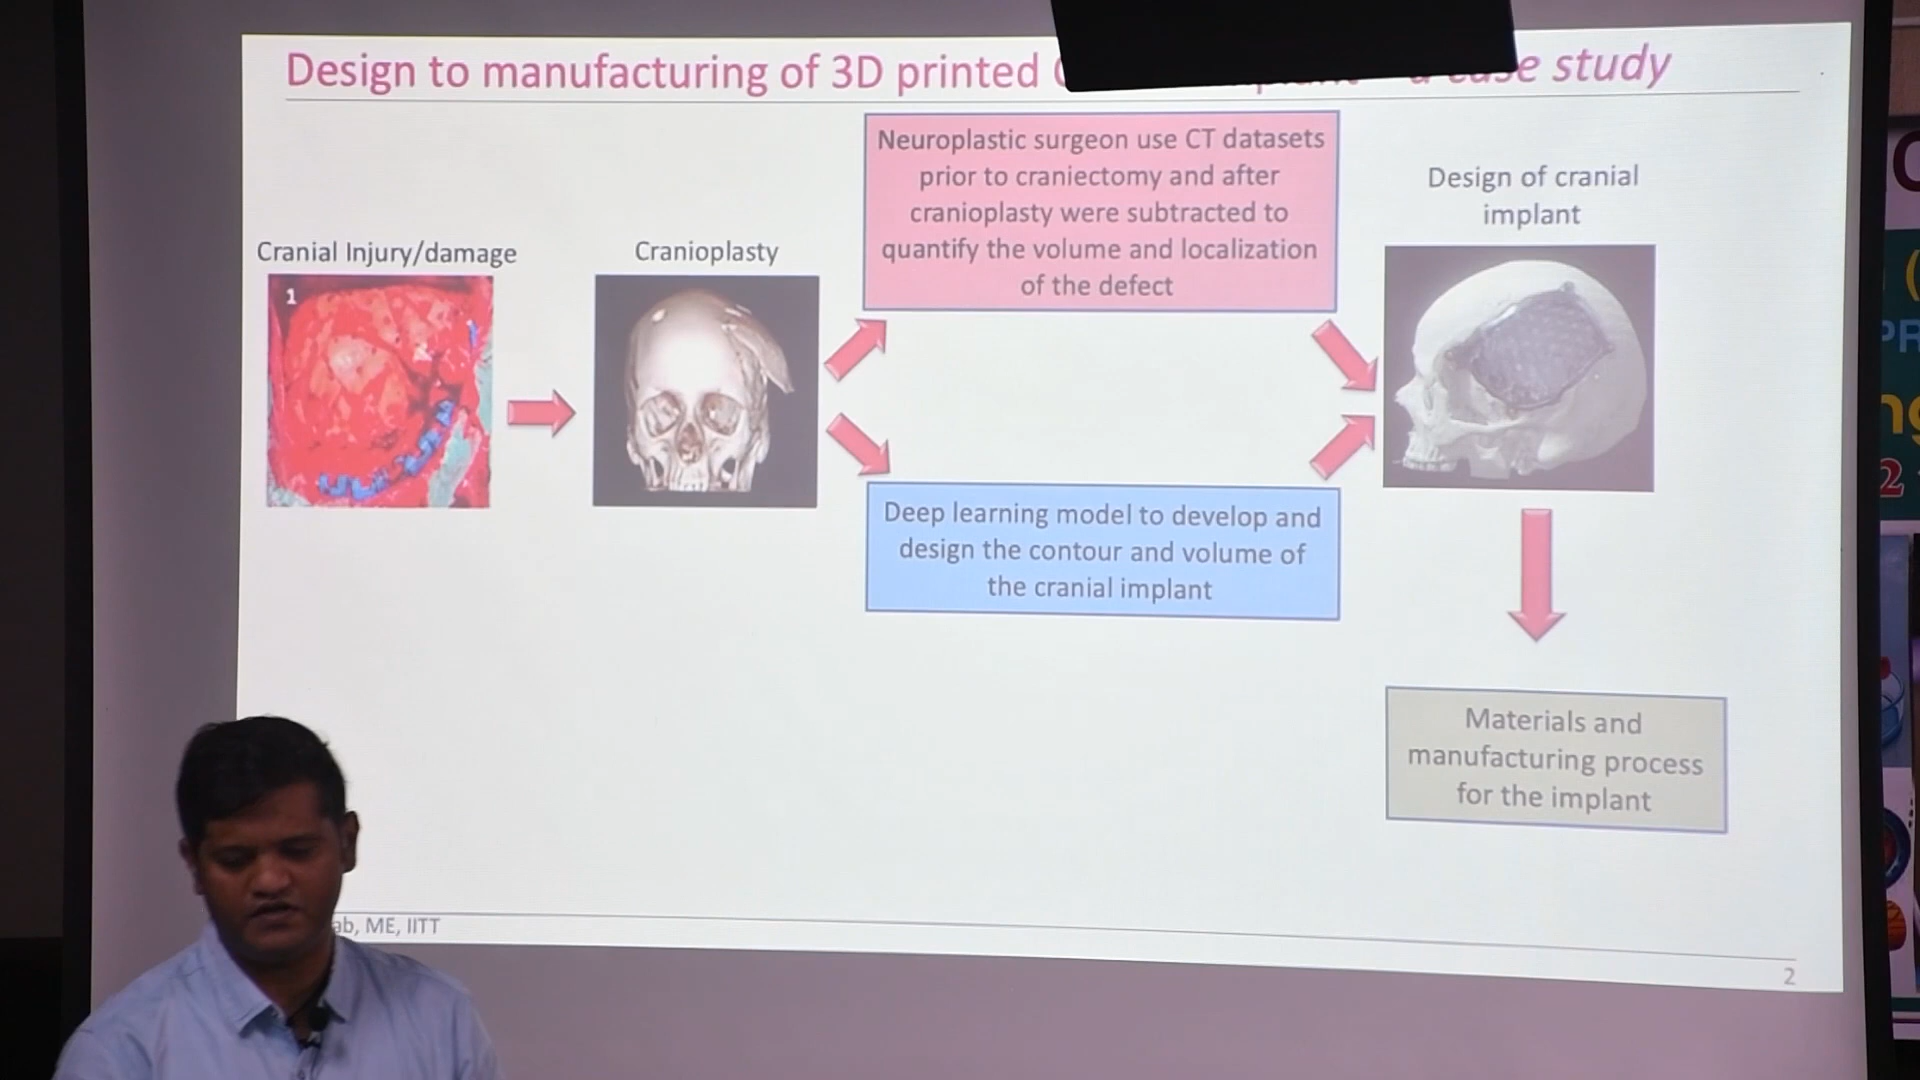 Design to manufacturing of 3D printed
case study
Neuroplastic surgeon use CT datasets
prior to craniectomy and after
cranioplasty were subtracted to
quantify the volume and localization
of the defect
Design of cranial
implant
Cranial Injury/damage
Cranioplasty
1
Deep learning model to develop and
design the contour and volume of
the cranial implant
Materials and
manufacturing process
for the implant
ME, IITT
2